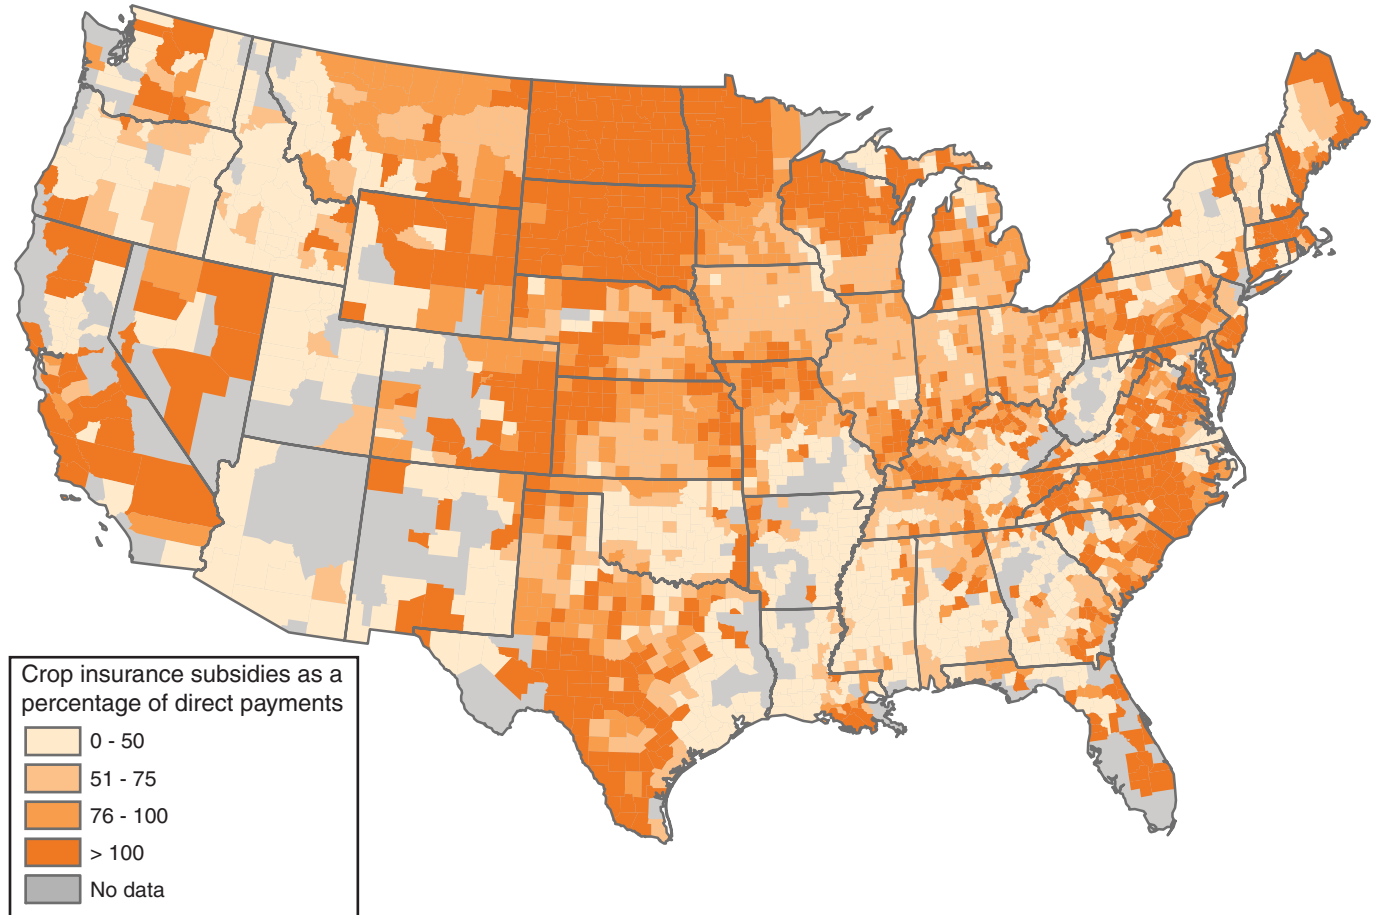 Crop insurance subsidies as a
percentage of direct payments
0 - 50
51 - 75
76 - 100
> 100
No data